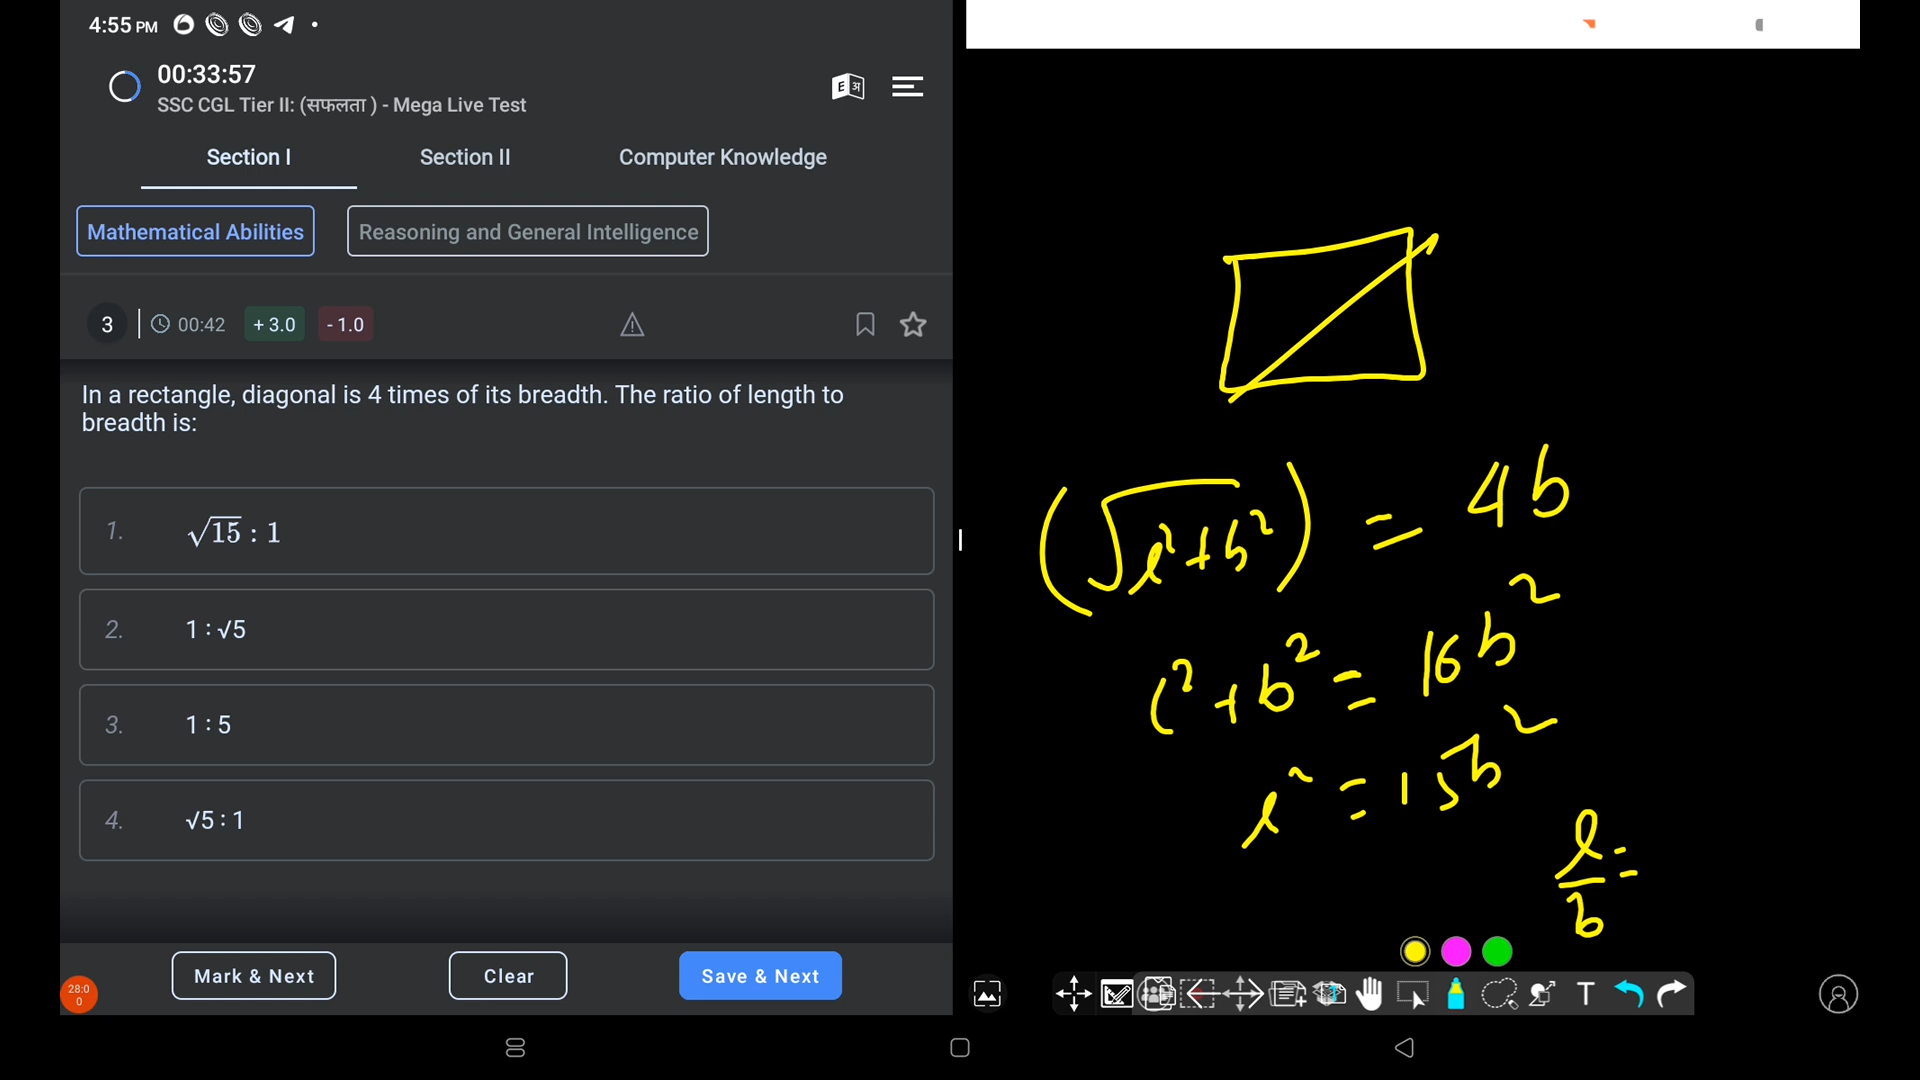 4:55 PM
00:33:57
SSC CGL Tier II: (सफलता ) - Mega Live Test
E अ
Section I Section II Computer Knowledge
Mathematical Abilities Reasoning and General Intelligence
3 00:42 + 3.0 - 1.0
In a rectangle, diagonal is 4 times of its breadth. The ratio of length to
breadth is:
1. √15 : 1
2. 1 : √5
3. 1 : 5
4. √5 : 1
Mark & Next Clear Save & Next
28:0
0
(√l²+b²) = 4b
l²+b² = 16b²
l² = 15b²
l/b =
T